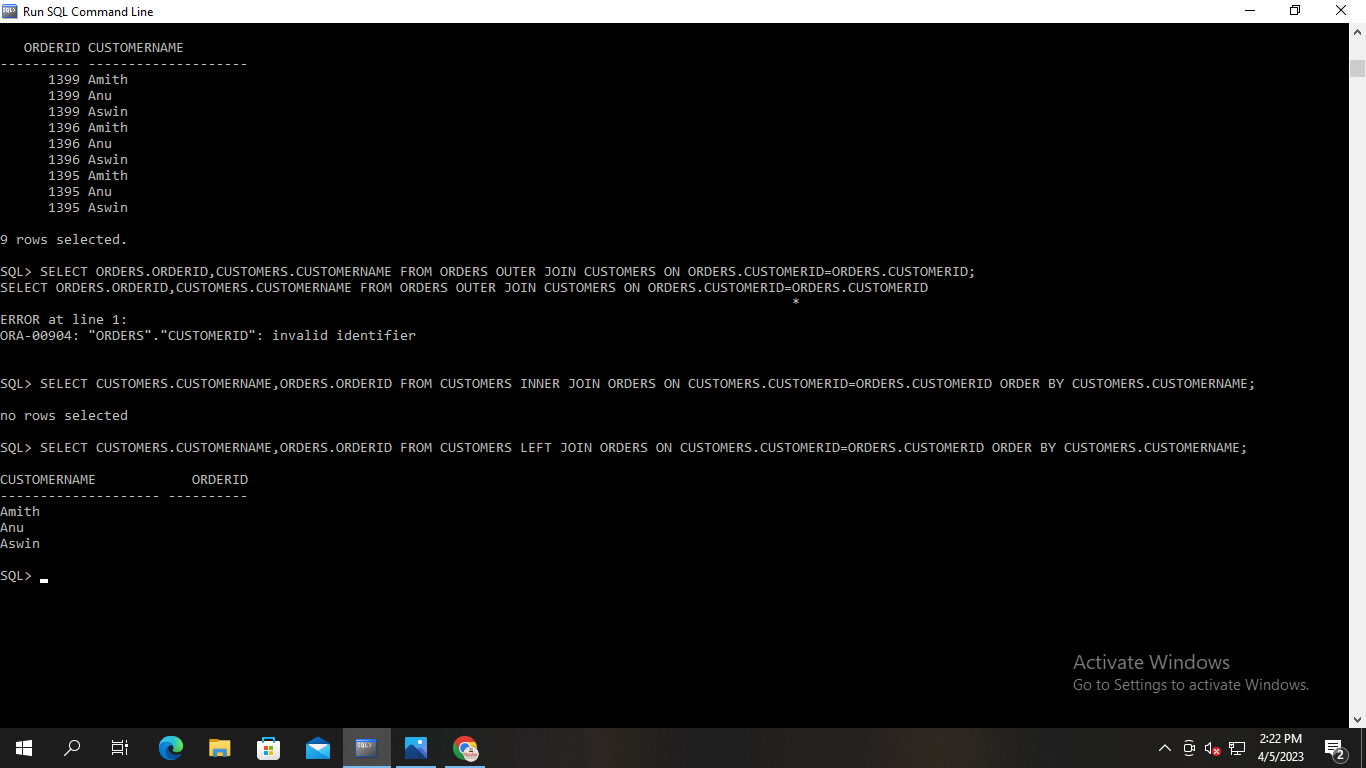 Run SQL Command Line
ORDERID CUSTOMERNAME
---------- --------------------
1399 Amith
1399 Anu
1399 Aswin
1396 Amith
1396 Anu
1396 Aswin
1395 Amith
1395 Anu
1395 Aswin
9 rows selected.
SQL> SELECT ORDERS.ORDERID,CUSTOMERS.CUSTOMERNAME FROM ORDERS OUTER JOIN CUSTOMERS ON ORDERS.CUSTOMERID=ORDERS.CUSTOMERID;
SELECT ORDERS.ORDERID,CUSTOMERS.CUSTOMERNAME FROM ORDERS OUTER JOIN CUSTOMERS ON ORDERS.CUSTOMERID=ORDERS.CUSTOMERID
*
ERROR at line 1:
ORA-00904: "ORDERS"."CUSTOMERID": invalid identifier
SQL> SELECT CUSTOMERS.CUSTOMERNAME,ORDERS.ORDERID FROM CUSTOMERS INNER JOIN ORDERS ON CUSTOMERS.CUSTOMERID=ORDERS.CUSTOMERID ORDER BY CUSTOMERS.CUSTOMERNAME;
no rows selected
SQL> SELECT CUSTOMERS.CUSTOMERNAME,ORDERS.ORDERID FROM CUSTOMERS LEFT JOIN ORDERS ON CUSTOMERS.CUSTOMERID=ORDERS.CUSTOMERID ORDER BY CUSTOMERS.CUSTOMERNAME;
CUSTOMERNAME ORDERID
-------------------- ----------
Amith
Anu
Aswin
SQL>
Activate Windows
Go to Settings to activate Windows.
2:22 PM
4/5/2023
2